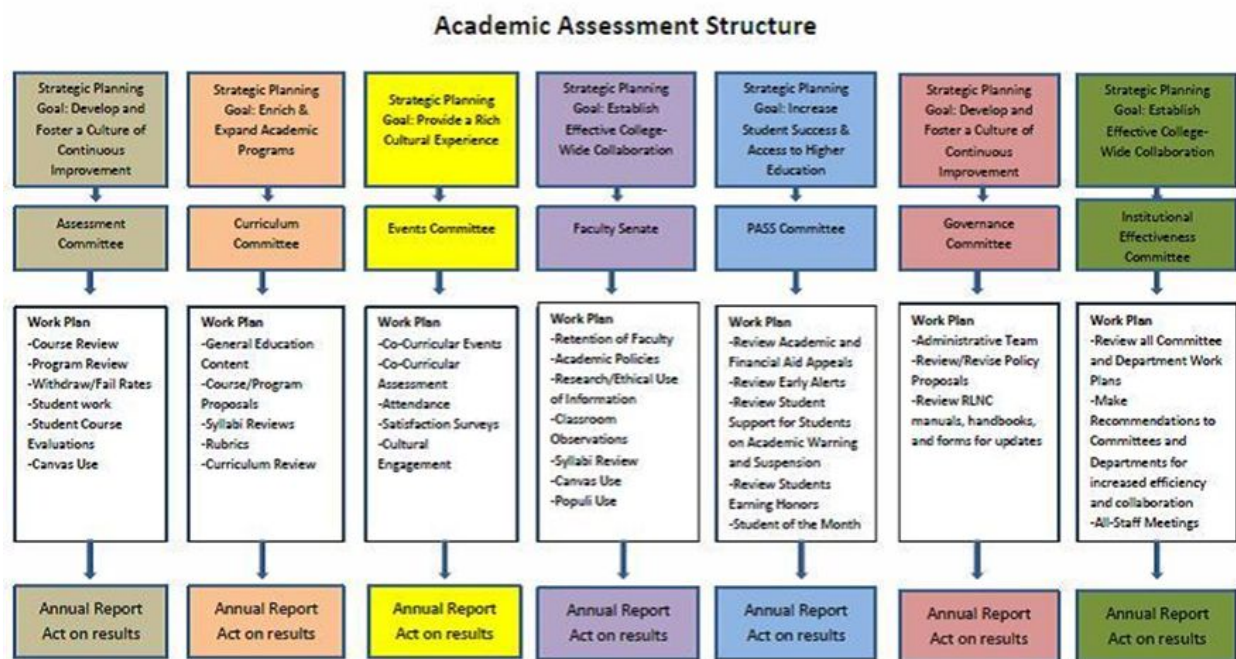 Academic Assessment Structure
Strategic Planning
Goal: Develop and
Foster a Culture of
Continuous
Improvement
Assessment
Committee
Work Plan
-Course Review
-Program Review
-Withdraw/Fail Rates
-Student work
-Student Course
Evaluations
-Canvas Use
Annual Report
Act on results
Strategic Planning
Goal: Enrich &
Expand Academic
Programs
Curriculum
Committee
Work Plan
-General Education
Content
-Course/Program
Proposals
-Syllabi Reviews
-Rubrics
-Curriculum Review
Annual Report
Act on results
Strategic Planning
Goal: Provide a Rich
Cultural Experience
Events Committee
Work Plan
-Co-Curricular Events
-Co-Curricular
Assessment
-Attendance
-Satisfaction Surveys
-Cultural
Engagement
Annual Report
Act on results
Strategic Planning
Goal: Establish
Effective College-
Wide Collaboration
Faculty Senate
Work Plan
-Retention of Faculty
-Academic Policies
-Research/Ethical Use
of Information
-Classroom
Observations
-Syllabi Review
-Canvas Use
-Populi Use
Annual Report
Act on results
Strategic Planning
Goal: Increase
Student Success &
Access to Higher
Education
PASS Committee
Work Plan
-Review Academic and
Financial Aid Appeals
-Review Early Alerts
-Review Student
Support for Students
on Academic Warning
and Suspension
-Review Students
Earning Honors
-Student of the Month
Annual Report
Act on results
Strategic Planning
Goal: Develop and
Foster a Culture of
Continuous
Improvement
Governance
Committee
Work Plan
-Administrative Team
-Review/Revise Policy
Proposals
-Review RLNC
manuals, handbooks,
and forms for updates
Annual Report
Act on results
Strategic Planning
Goal: Establish
Effective College-
Wide Collaboration
Institutional
Effectiveness
Committee
Work Plan
-Review all Committee
and Department Work
Plans
-Make
Recommendations to
Committees and
Departments for
increased efficiency
and collaboration
-All-Staff Meetings
Annual Report
Act on results